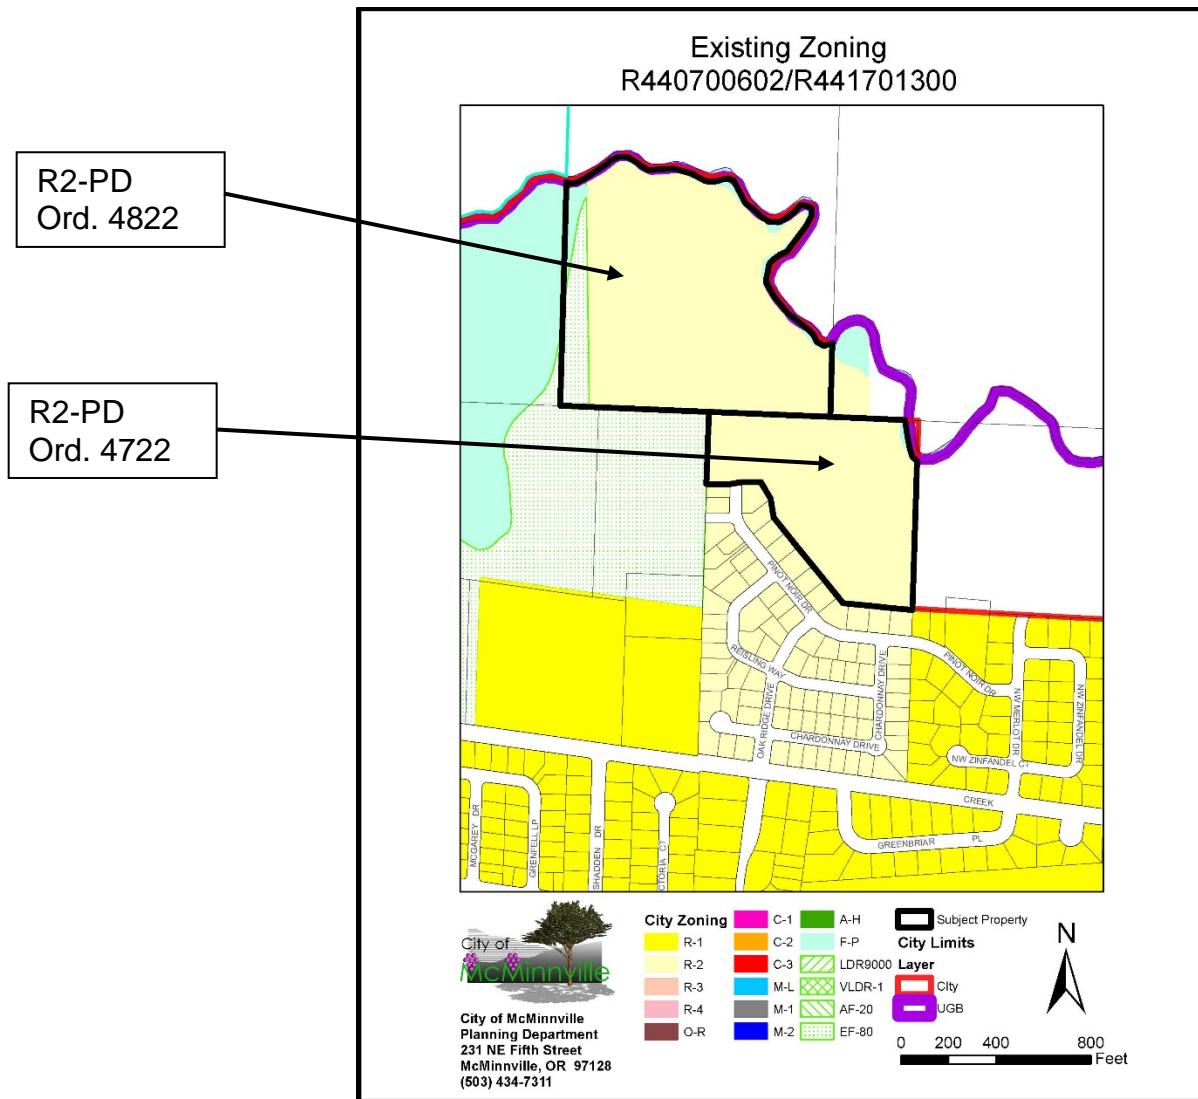 Existing Zoning
R440700602/R441701300
R2-PD
Ord. 4822
R2-PD
Ord. 4722
PINOT NOIR DR
REISLING WAY
OAK RIDGE DRIVE
CHARDONNAY DRIVE
CHARDONNAY DRIVE
PINOT NOIR DR
NW MERLOT DR
NW ZINFANDEL DR
NW ZINFANDEL CT
CREEK
GREENBRIAR PL
MCGAREY DR
GRENFELL LP
SHADDEN DR
CTORIA CT
City of
McMinnville
City of McMinnville
Planning Department
231 NE Fifth Street
McMinnville, OR 97128
(503) 434-7311
City Zoning
R-1
R-2
R-3
R-4
O-R
C-1
C-2
C-3
M-L
M-1
M-2
A-H
F-P
LDR9000
VLDR-1
AF-20
EF-80
Subject Property
City Limits
Layer
City
UGB
N
0 200 400 800
Feet